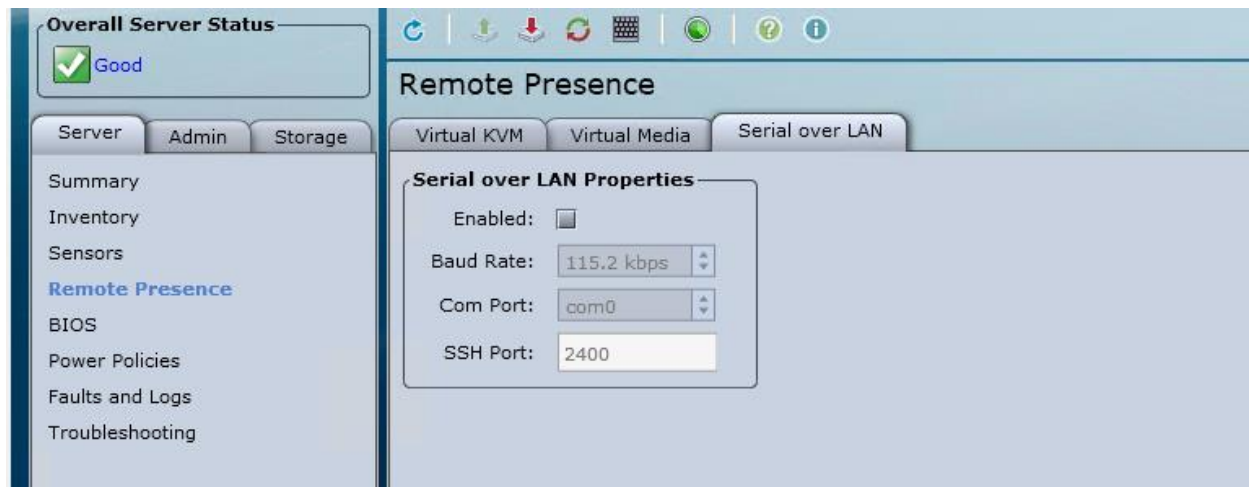 Overall Server Status
Good
Server Admin Storage
Summary
Inventory
Sensors
Remote Presence
BIOS
Power Policies
Faults and Logs
Troubleshooting
Remote Presence
Virtual KVM Virtual Media Serial over LAN
Serial over LAN Properties
Enabled:
Baud Rate: 115.2 kbps
Com Port: com0
SSH Port: 2400